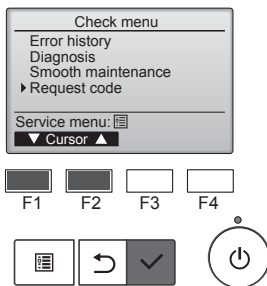 Check menu
Error history
Diagnosis
Smooth maintenance
Request code
Service menu:
▼ Cursor ▲
F1 F2 F3 F4